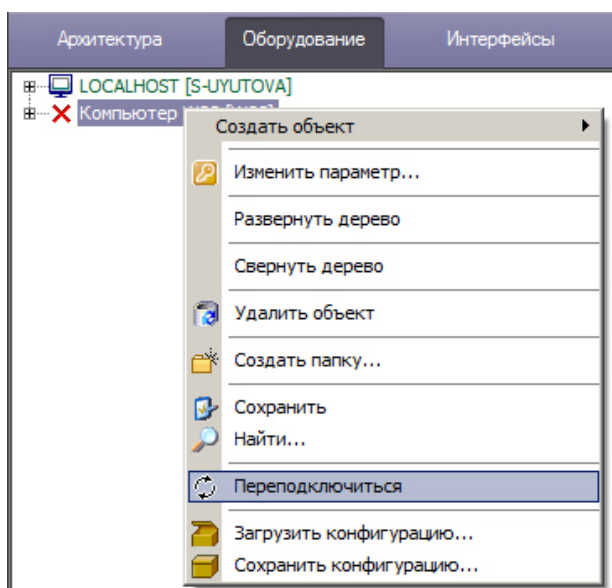 Архитектура Оборудование Интерфейсы
LOCALHOST [S-UYUTOVA]
Компьютер
Создать объект
Изменить параметр...
Развернуть дерево
Свернуть дерево
Удалить объект
Создать папку...
Сохранить
Найти...
Переподключиться
Загрузить конфигурацию...
Сохранить конфигурацию...